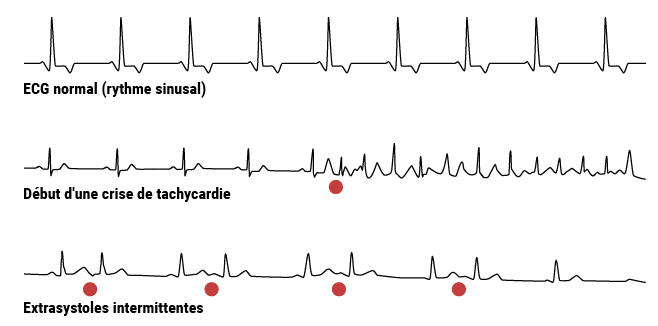 ECG normal (rythme sinusal)
Début d'une crise de tachycardie
Extrasystoles intermittentes